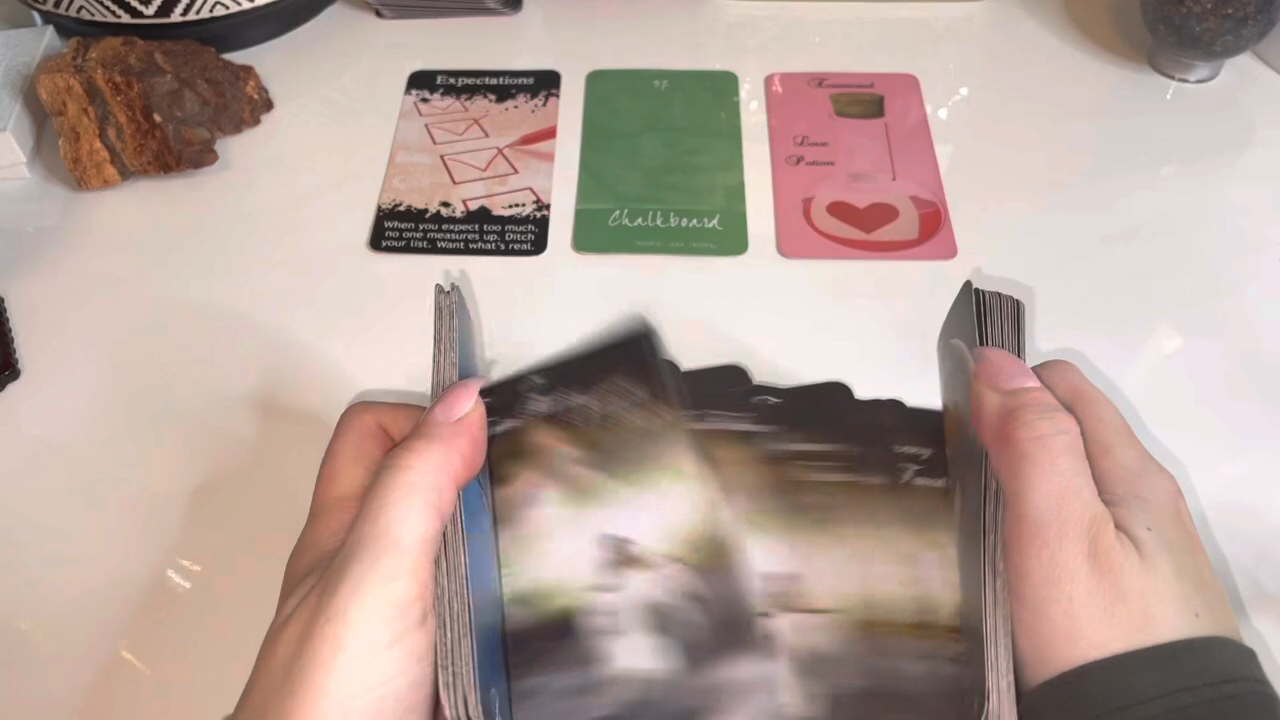 Expectations
When you expect too much,
no one measures up. Ditch
your list. Want what's real.
57
Chalkboard
Love
Potion